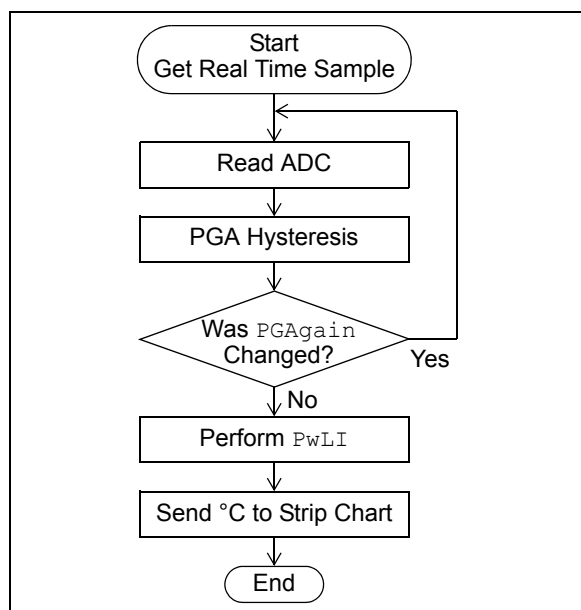 Start
Get Real Time Sample
Read ADC
PGA Hysteresis
Was PGAgain
Changed?
Yes
No
Perform PwLI
Send °C to Strip Chart
End